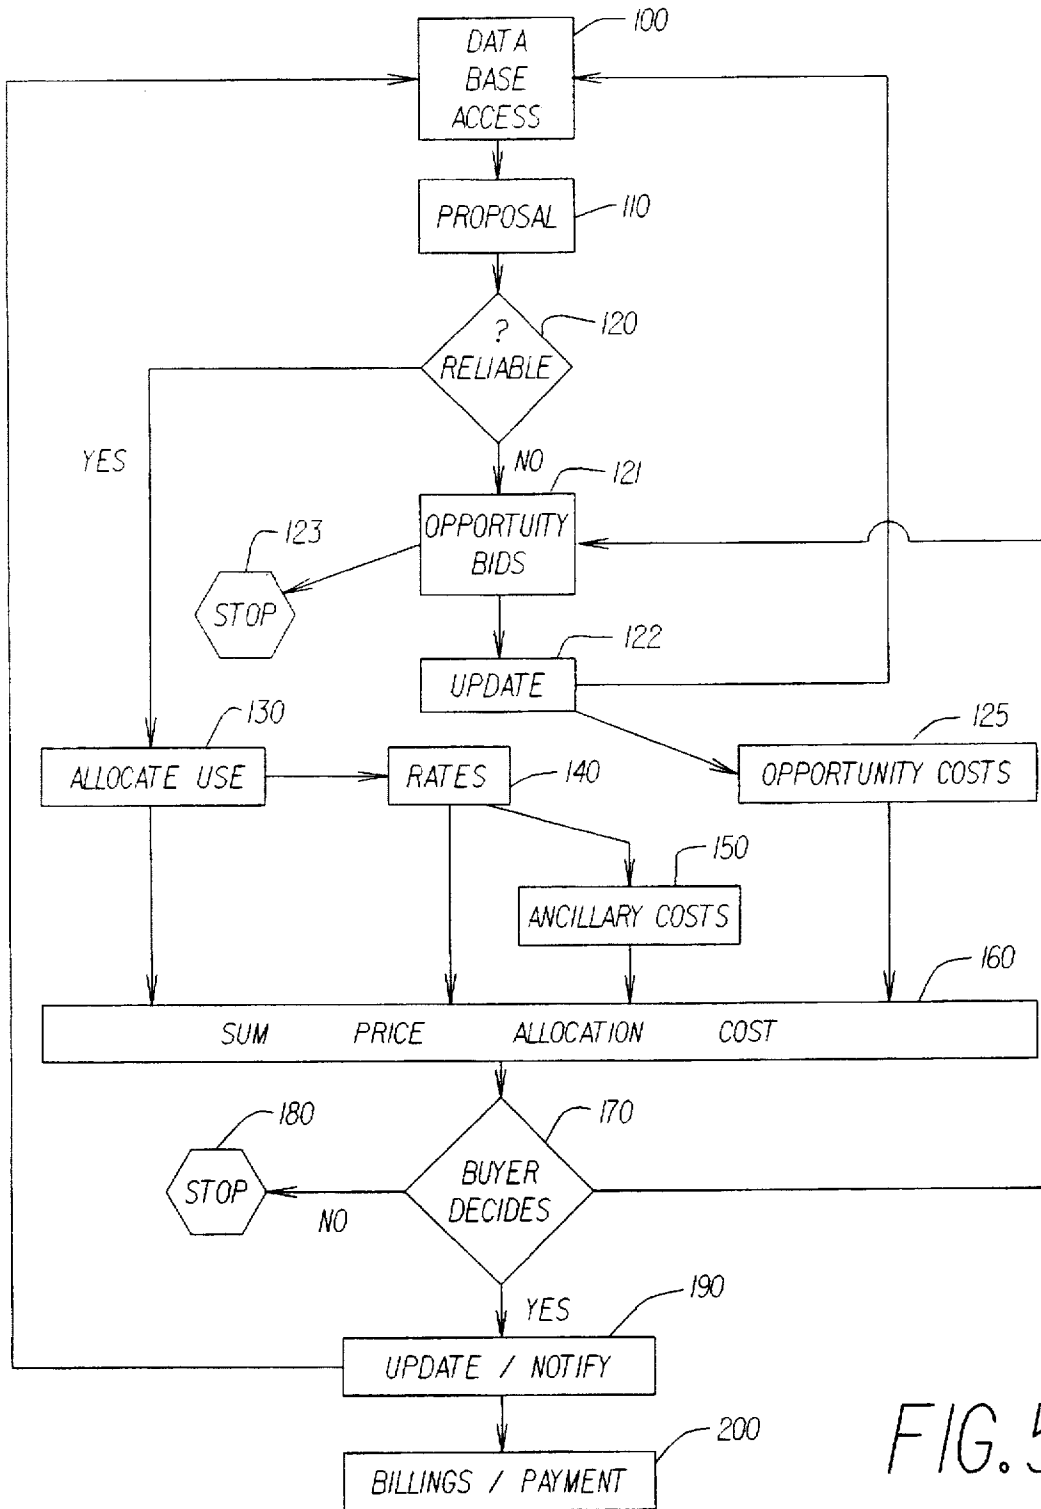 100
DATA
BASE
ACCESS
PROPOSAL
110
?
RELIABLE
120
YES
NO
121
OPPORTUITY
BIDS
123
STOP
122
UPDATE
130
ALLOCATE USE
RATES
140
125
OPPORTUNITY COSTS
150
ANCILLARY COSTS
160
SUM PRICE ALLOCATION COST
180
STOP
170
BUYER
DECIDES
NO
YES
190
UPDATE / NOTIFY
200
BILLINGS / PAYMENT
FIG. 5